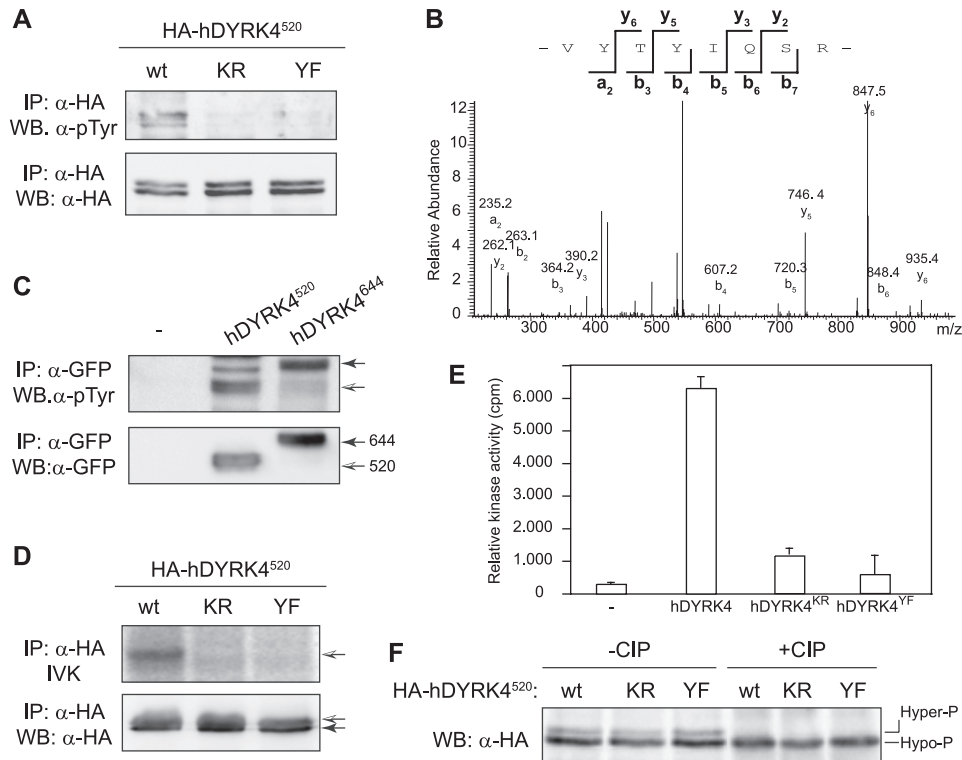 A
HA-hDYRK4520
wt KR YF
IP: α-HA
WB. α-pTyr
IP: α-HA
WB: α-HA
B
y6 y5 y3 y2
– V Y T Y I Q S R –
a2 b3 b4 b5 b6 b7
Relative Abundance
12
10
8
6
4
2
0
235.2
a2
262.1
y2
263.1
b2
364.2
b3
390.2
y3
607.2
b4
720.3
b5
746. 4
y5
847.5
y6
848.4
b6
935.4
y6
300 400 500 600 700 800 900 m/z
C
- hDYRK4520 hDYRK4644
IP: α-GFP
WB.α-pTyr
IP: α-GFP
WB:α-GFP
644
520
D
HA-hDYRK4520
wt KR YF
IP: α-HA
IVK
IP: α-HA
WB: α-HA
E
Relative kinase activity (cpm)
6.000
5.000
6.000
3.000
2.000
1.000
0
- hDYRK4 hDYRK4KR hDYRK4YF
F
-CIP +CIP
HA-hDYRK4520: wt KR YF wt KR YF
WB: α-HA
Hyper-P
Hypo-P